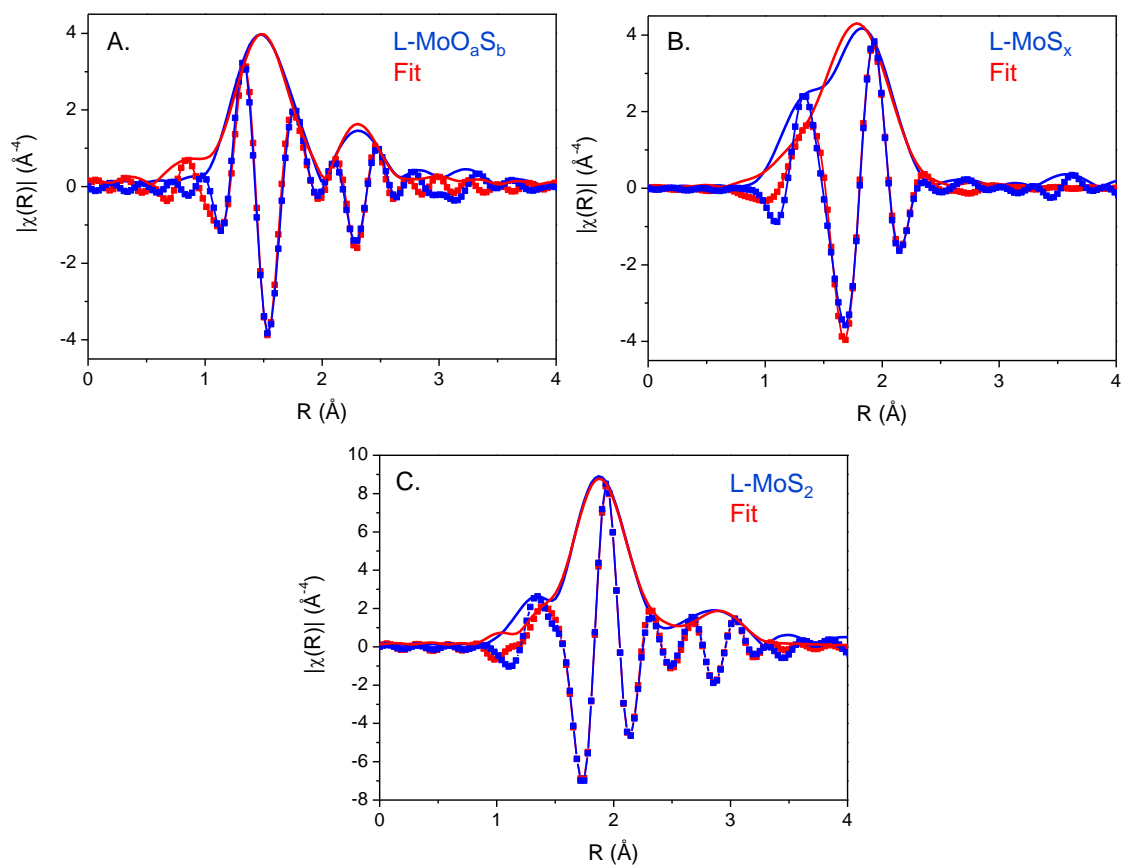 A.
L-MoOaSb
Fit
4
2
0
-2
-4
|χ(R)| (Å-4)
0 1 2 3 4
R (Å)
B.
L-MoSx
Fit
4
2
0
-2
-4
|χ(R)| (Å-4)
0 1 2 3 4
R (Å)
C.
L-MoS2
Fit
10
8
6
4
2
0
-2
-4
-6
-8
|χ(R)| (Å-4)
0 1 2 3 4
R (Å)